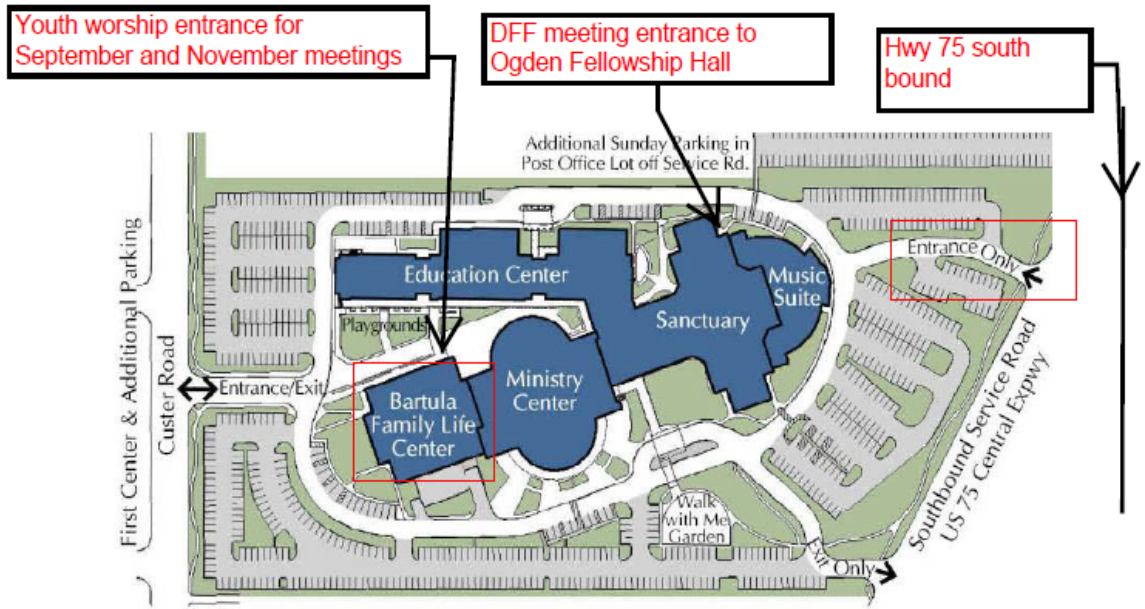 Youth worship entrance for
September and November meetings
DFF meeting entrance to
Ogden Fellowship Hall
Hwy 75 south
bound
Additional Sunday Parking in
Post Office Lot off Service Rd.
First Center & Additional Parking
Custer Road
Entrance/Exit
Education Center
Playgrounds
Music
Suite
Sanctuary
Entrance Only
Ministry
Center
Bartula
Family Life
Center
Walk
with Me
Garden
Exit Only
Southbound Service Road
US 75 Central Expwy